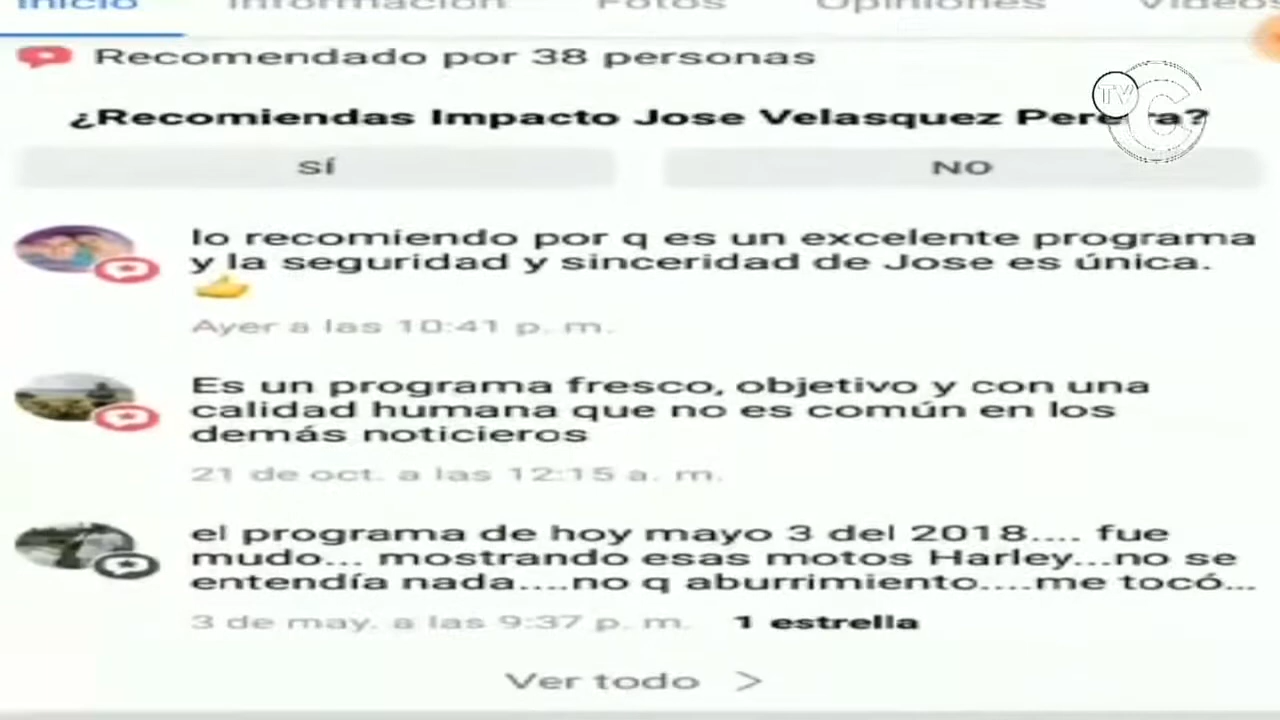 Inicio Información Fotos Opiniones Videos
Recomendado por 38 personas
¿Recomiendas Impacto Jose Velasquez Pereira?
TV G
SÍ NO
lo recomiendo por q es un excelente programa
y la seguridad y sinceridad de Jose es única.
Ayer a las 10:41 p. m.
Es un programa fresco, objetivo y con una
calidad humana que no es común en los
demás noticieros
21 de oct. a las 12:15 a. m.
el programa de hoy mayo 3 del 2018.... fue
mudo... mostrando esas motos Harley...no se
entendía nada....no q aburrimiento....me tocó...
3 de may. a las 9:37 p. m. 1 estrella
Ver todo >